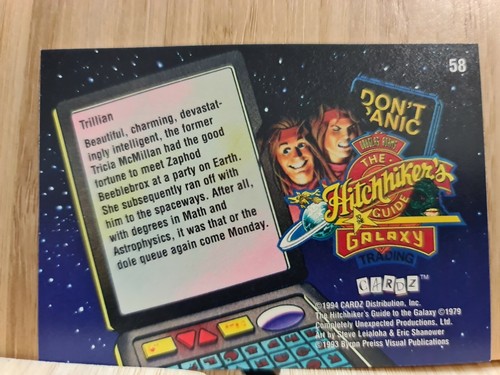 58
Trillian
Beautiful, charming, devastat-
ingly intelligent, the former
Tricia McMillan had the good
fortune to meet Zaphod
Beeblebrox at a party on Earth.
She subsequently ran off with
him to the spaceways. After all,
with degrees in Math and
Astrophysics, it was that or the
dole queue again come Monday.
DON'T
PANIC
DOUGLAS ADAMS
THE
Hitchhiker's
GUIDE
GALAXY
TRADING
CARDZ™
©1994 CARDZ Distribution, Inc.
The Hitchhiker's Guide to the Galaxy ©1979
Completely Unexpected Productions, Ltd.
Art by Steve Leialoha & Eric Shanower
©1993 Byron Preiss Visual Publications